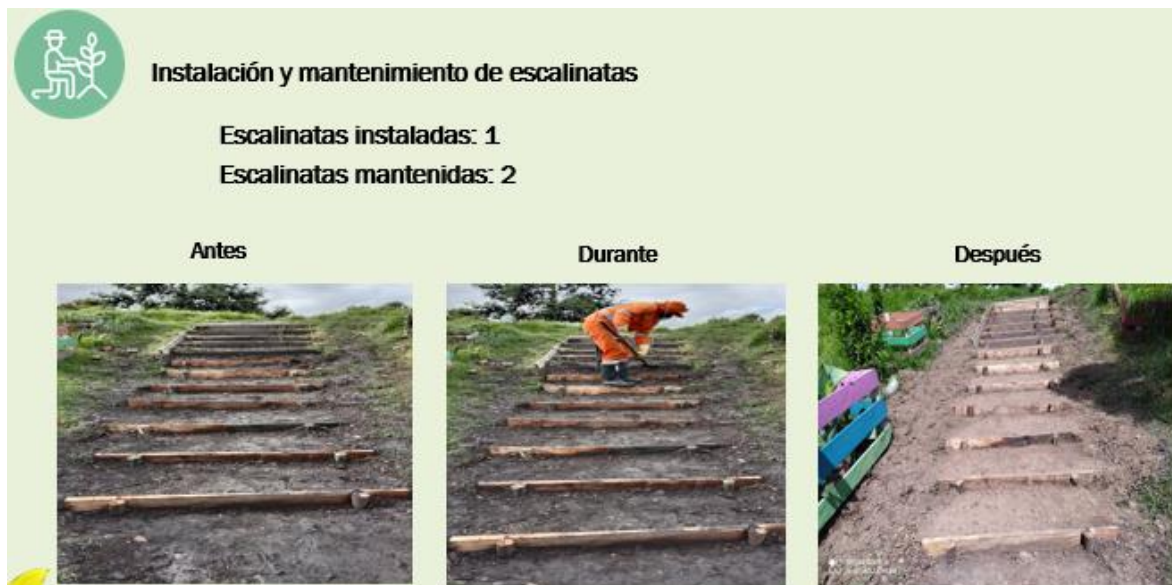 Instalación y mantenimiento de escalinatas
Escalinatas instaladas: 1
Escalinatas mantenidas: 2
Antes
Durante
Después